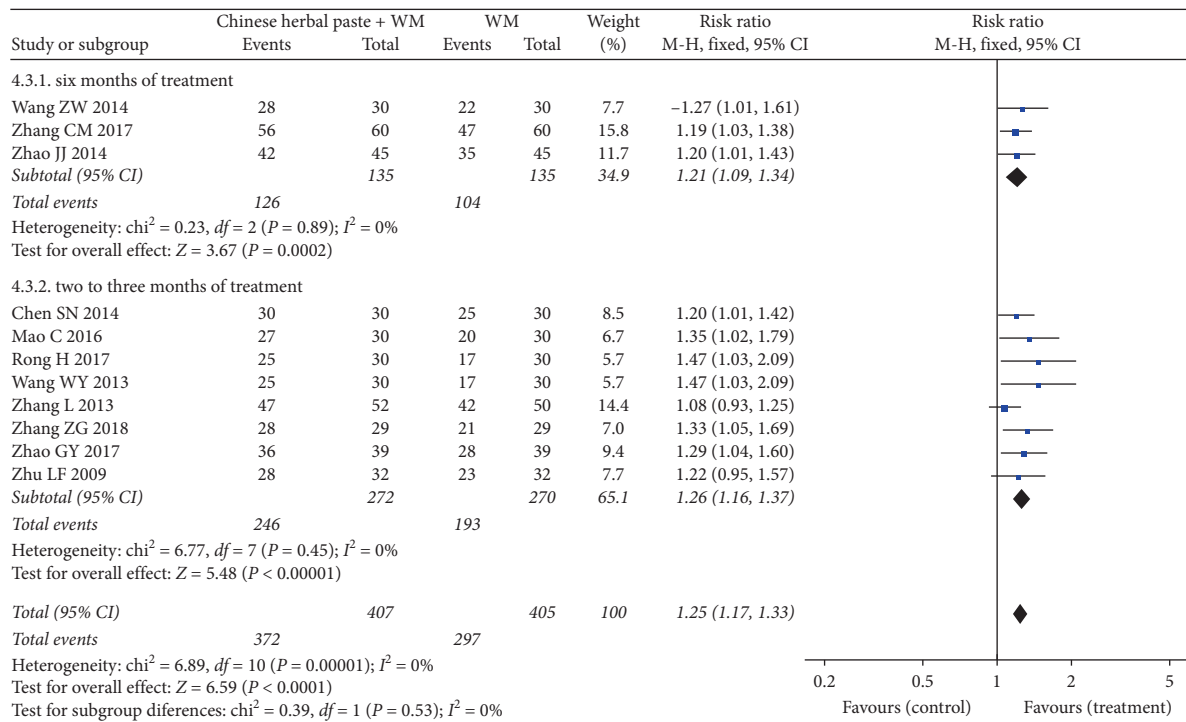 Chinese herbal paste + WM WM Weight Risk ratio Risk ratio
Study or subgroup Events Total Events Total (%) M-H, fixed, 95% CI M-H, fixed, 95% CI
4.3.1. six months of treatment
Wang ZW 2014 28 30 22 30 7.7 –1.27 (1.01, 1.61)
Zhang CM 2017 56 60 47 60 15.8 1.19 (1.03, 1.38)
Zhao JJ 2014 42 45 35 45 11.7 1.20 (1.01, 1.43)
Subtotal (95% CI) 135 135 34.9 1.21 (1.09, 1.34)
Total events 126 104
Heterogeneity: chi² = 0.23, df = 2 (P = 0.89); I² = 0%
Test for overall effect: Z = 3.67 (P = 0.0002)
4.3.2. two to three months of treatment
Chen SN 2014 30 30 25 30 8.5 1.20 (1.01, 1.42)
Mao C 2016 27 30 20 30 6.7 1.35 (1.02, 1.79)
Rong H 2017 25 30 17 30 5.7 1.47 (1.03, 2.09)
Wang WY 2013 25 30 17 30 5.7 1.47 (1.03, 2.09)
Zhang L 2013 47 52 42 50 14.4 1.08 (0.93, 1.25)
Zhang ZG 2018 28 29 21 29 7.0 1.33 (1.05, 1.69)
Zhao GY 2017 36 39 28 39 9.4 1.29 (1.04, 1.60)
Zhu LF 2009 28 32 23 32 7.7 1.22 (0.95, 1.57)
Subtotal (95% CI) 272 270 65.1 1.26 (1.16, 1.37)
Total events 246 193
Heterogeneity: chi² = 6.77, df = 7 (P = 0.45); I² = 0%
Test for overall effect: Z = 5.48 (P < 0.00001)
Total (95% CI) 407 405 100 1.25 (1.17, 1.33)
Total events 372 297
Heterogeneity: chi² = 6.89, df = 10 (P = 0.00001); I² = 0%
Test for overall effect: Z = 6.59 (P < 0.0001)
Test for subgroup diferences: chi² = 0.39, df = 1 (P = 0.53); I² = 0%
0.2 0.5 1 2 5
Favours (control) Favours (treatment)